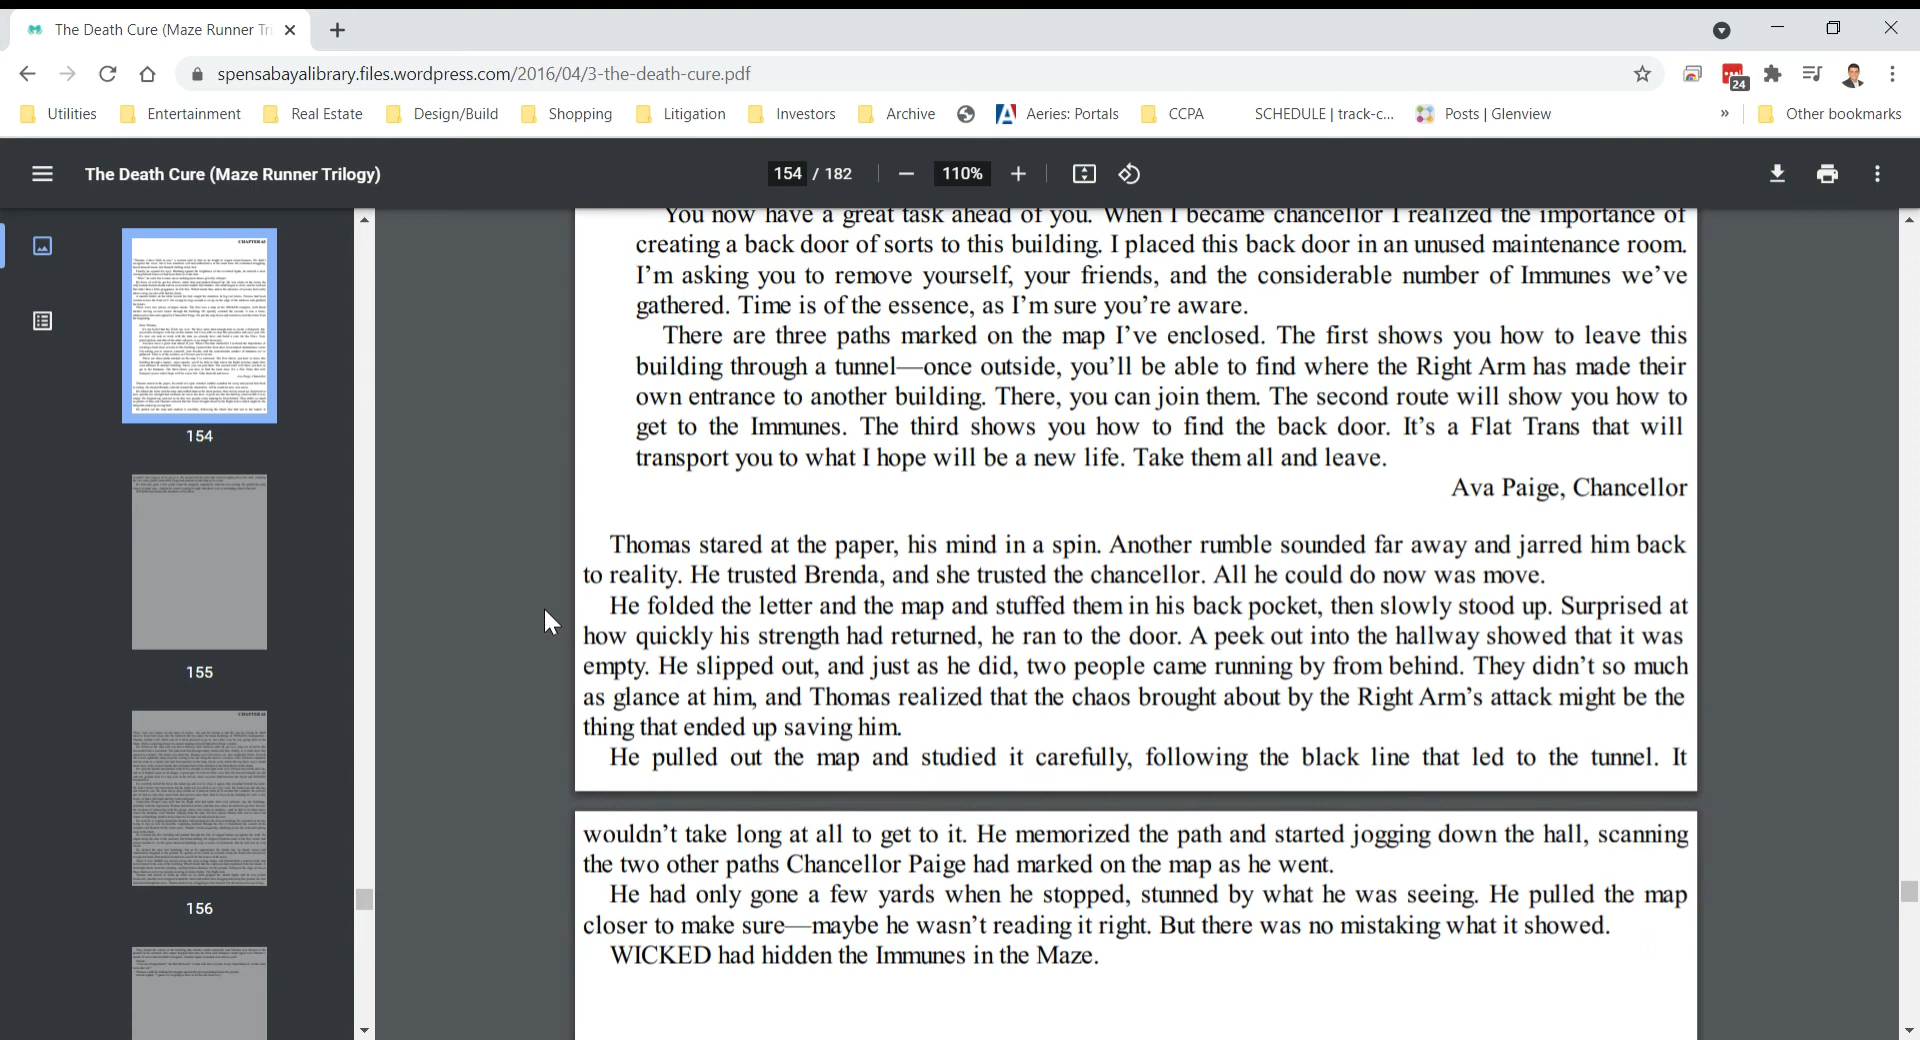 The Death Cure (Maze Runner Tri
spensabayalibrary.files.wordpress.com/2016/04/3-the-death-cure.pdf
24
Utilities Entertainment Real Estate Design/Build Shopping Litigation Investors Archive Aeries: Portals CCPA SCHEDULE | track-c... Posts | Glenview » Other bookmarks
The Death Cure (Maze Runner Trilogy) 154 / 182 110%
154
155
156
You now have a great task ahead of you. When I became chancellor I realized the importance of
creating a back door of sorts to this building. I placed this back door in an unused maintenance room.
I'm asking you to remove yourself, your friends, and the considerable number of Immunes we've
gathered. Time is of the essence, as I'm sure you're aware.
There are three paths marked on the map I've enclosed. The first shows you how to leave this
building through a tunnel—once outside, you'll be able to find where the Right Arm has made their
own entrance to another building. There, you can join them. The second route will show you how to
get to the Immunes. The third shows you how to find the back door. It's a Flat Trans that will
transport you to what I hope will be a new life. Take them all and leave.
Ava Paige, Chancellor
Thomas stared at the paper, his mind in a spin. Another rumble sounded far away and jarred him back
to reality. He trusted Brenda, and she trusted the chancellor. All he could do now was move.
He folded the letter and the map and stuffed them in his back pocket, then slowly stood up. Surprised at
how quickly his strength had returned, he ran to the door. A peek out into the hallway showed that it was
empty. He slipped out, and just as he did, two people came running by from behind. They didn't so much
as glance at him, and Thomas realized that the chaos brought about by the Right Arm's attack might be the
thing that ended up saving him.
He pulled out the map and studied it carefully, following the black line that led to the tunnel. It
wouldn't take long at all to get to it. He memorized the path and started jogging down the hall, scanning
the two other paths Chancellor Paige had marked on the map as he went.
He had only gone a few yards when he stopped, stunned by what he was seeing. He pulled the map
closer to make sure—maybe he wasn't reading it right. But there was no mistaking what it showed.
WICKED had hidden the Immunes in the Maze.